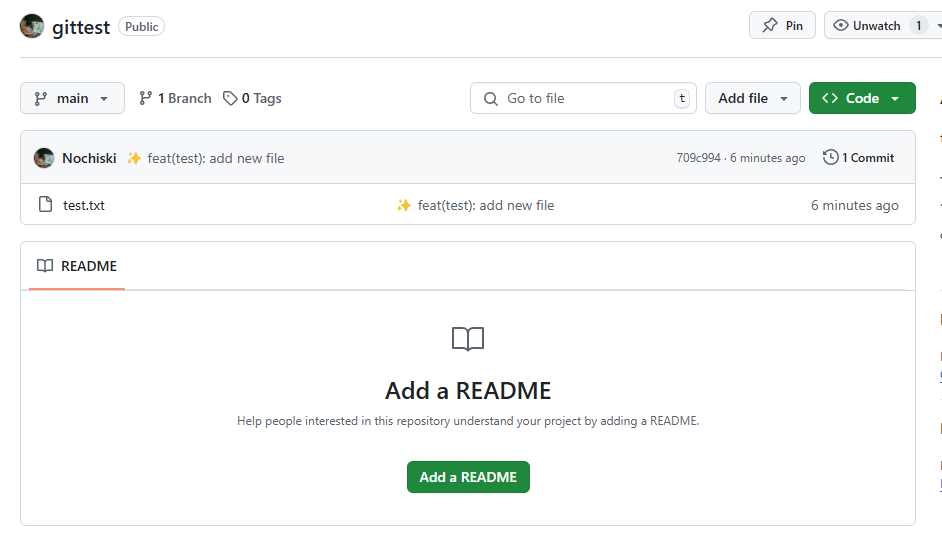 gittest Public Pin Unwatch 1
main 1 Branch 0 Tags Go to file t Add file Code
Nochiski ✨ feat(test): add new file 709c994 · 6 minutes ago 1 Commit
test.txt ✨ feat(test): add new file 6 minutes ago
README
Add a README
Help people interested in this repository understand your project by adding a README.
Add a README